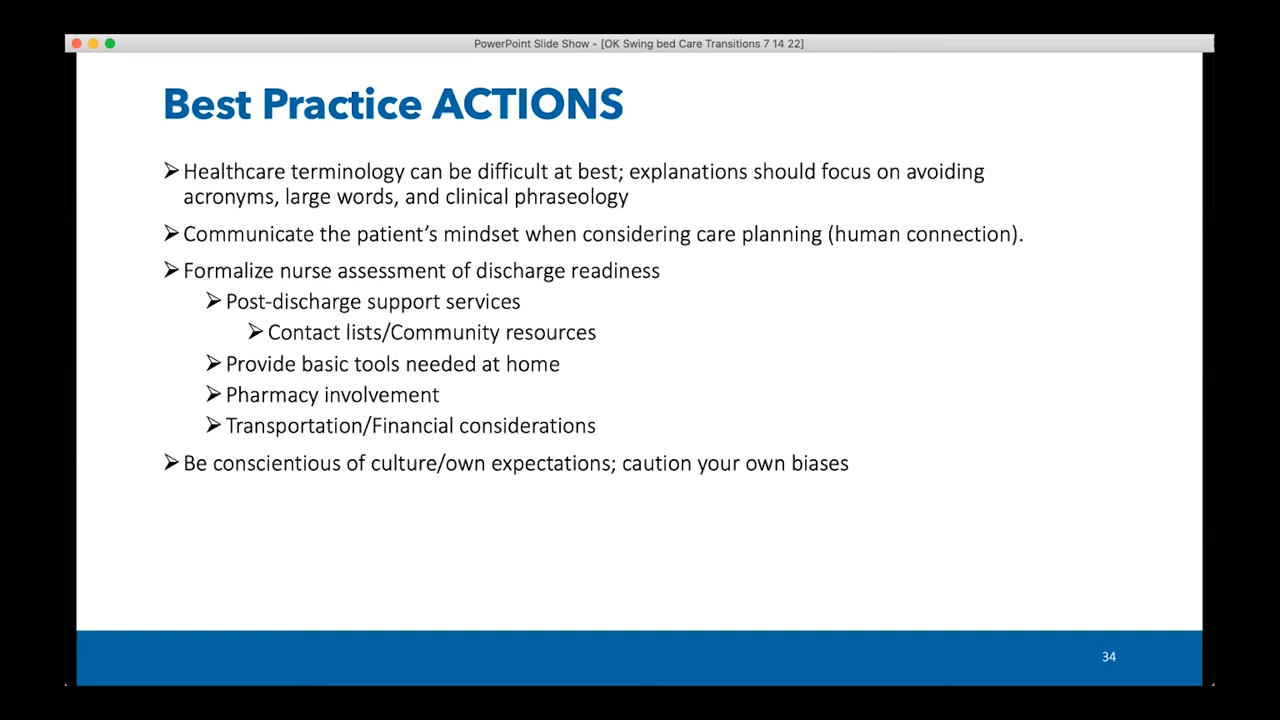 PowerPoint Slide Show - [OK Swing bed Care Transitions 7 14 22]
Best Practice ACTIONS
➢Healthcare terminology can be difficult at best; explanations should focus on avoiding
acronyms, large words, and clinical phraseology
➢Communicate the patient’s mindset when considering care planning (human connection).
➢Formalize nurse assessment of discharge readiness
➢Post-discharge support services
➢Contact lists/Community resources
➢Provide basic tools needed at home
➢Pharmacy involvement
➢Transportation/Financial considerations
➢Be conscientious of culture/own expectations; caution your own biases
34